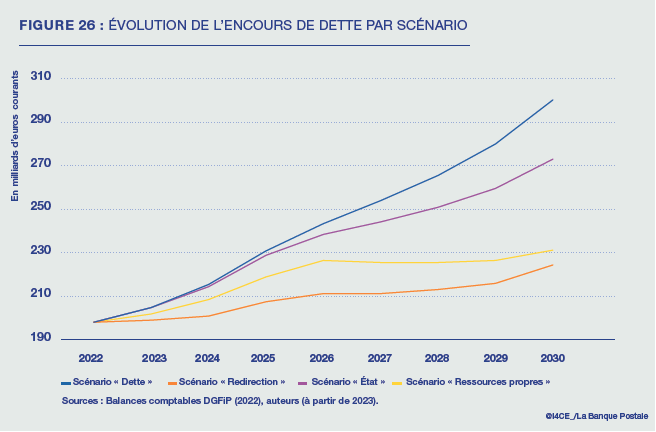 FIGURE 26 : ÉVOLUTION DE L'ENCOURS DE DETTE PAR SCÉNARIO
En milliards d'euros courants
310
290
270
250
230
210
190
2022 2023 2024 2025 2026 2027 2028 2029 2030
Scénario « Dette » Scénario « Redirection » Scénario « État » Scénario « Ressources propres »
Sources : Balances comptables DGFiP (2022), auteurs (à partir de 2023).
@I4CE_/La Banque Postale